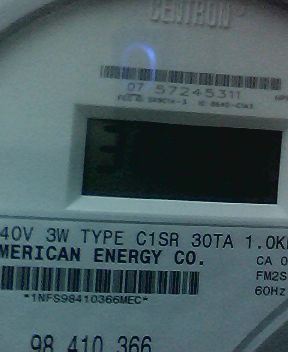 CENTRON®
07 57245311
40V 3W TYPE C1SR 30TA 1.0K
MERICAN ENERGY CO.
CA 0
FM2S
*1NFS98410366MEC*
60Hz
98 410 366